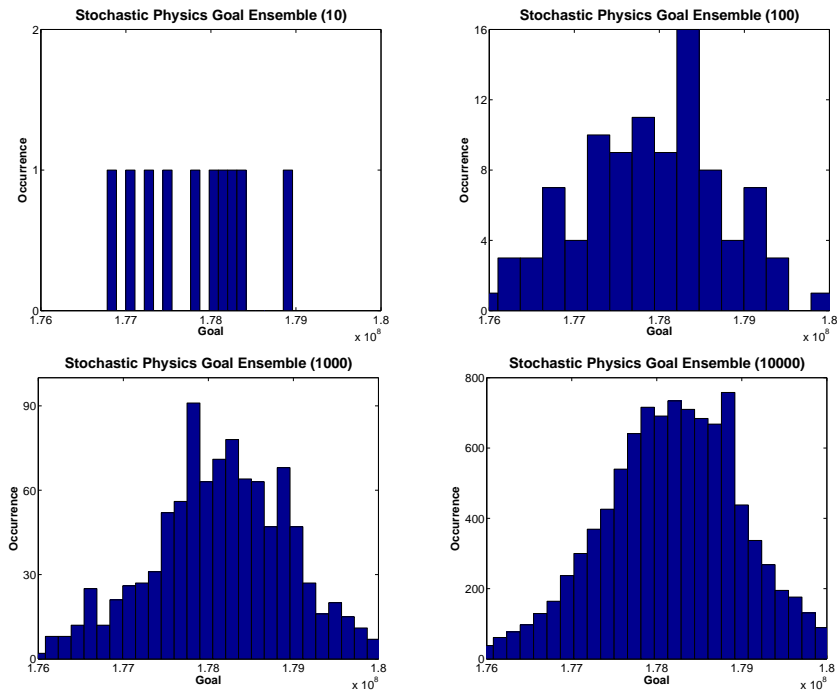 Stochastic Physics Goal Ensemble (10)
2
1
0
Occurrence
1.76
1.77
1.78
1.79
1.8
Goal
x 10^8
Stochastic Physics Goal Ensemble (100)
16
12
8
4
0
Occurrence
1.76
1.77
1.78
1.79
1.8
Goal
x 10^8
Stochastic Physics Goal Ensemble (1000)
90
60
30
0
Occurrence
1.76
1.77
1.78
1.79
1.8
Goal
x 10^8
Stochastic Physics Goal Ensemble (10000)
800
600
400
200
0
Occurrence
1.76
1.77
1.78
1.79
1.8
Goal
x 10^8